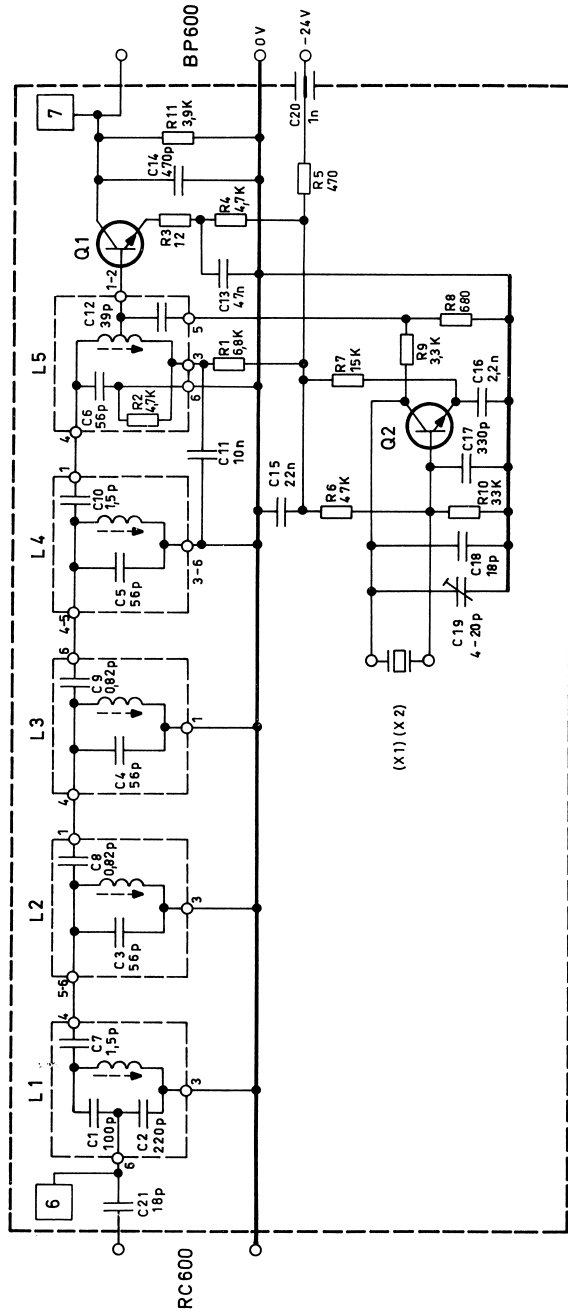 RC600
6
C21
18p
6
L1
C1
100p
C2
220p
C7
1,5p
4
3
L2
5-6
C3
56p
C8
0,82p
1
3
L3
4
C4
56p
C9
0,82p
6
1
L4
4-5
C5
56p
C10
1,5p
1
3-6
L5
4
C6
56p
R2
4,7K
C12
39p
1-2
5
3
6
C11
10n
R1
6,8K
Q1
R3
12
C13
47n
R4
4,7K
C14
470p
R11
3,9K
7
BP600
0V
-24V
C20
1n
R5
470
C15
22n
R6
47K
R7
15K
R9
3,3K
R8
680
Q2
C16
2,2n
C17
330p
R10
33K
C18
18p
C19
4-20p
(X1) (X2)